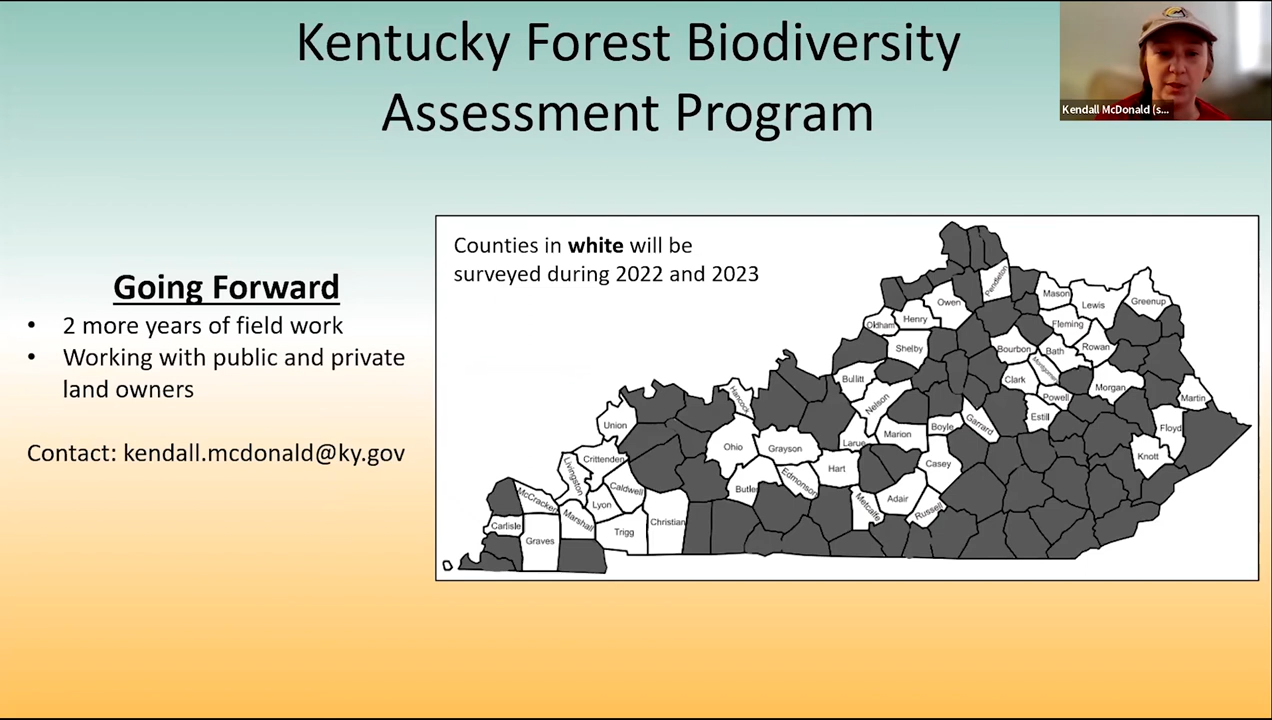 Kentucky Forest Biodiversity
Assessment Program
Kendall McDonald (s...
Going Forward
• 2 more years of field work
• Working with public and private
land owners
Contact: kendall.mcdonald@ky.gov
Counties in white will be
surveyed during 2022 and 2023
Pendleton
Owen
Mason
Lewis
Greenup
Oldham
Henry
Fleming
Shelby
Bourbon
Bath
Rowan
Montgomery
Bullitt
Clark
Morgan
Nelson
Powell
Martin
Hancock
Estill
Union
Larue
Marion
Boyle
Garrard
Floyd
Ohio
Grayson
Knott
Crittenden
Hart
Casey
Livingston
Edmonson
Caldwell
Butler
McCracken
Lyon
Metcalfe
Adair
Russell
Carlisle
Marshall
Trigg
Christian
Graves